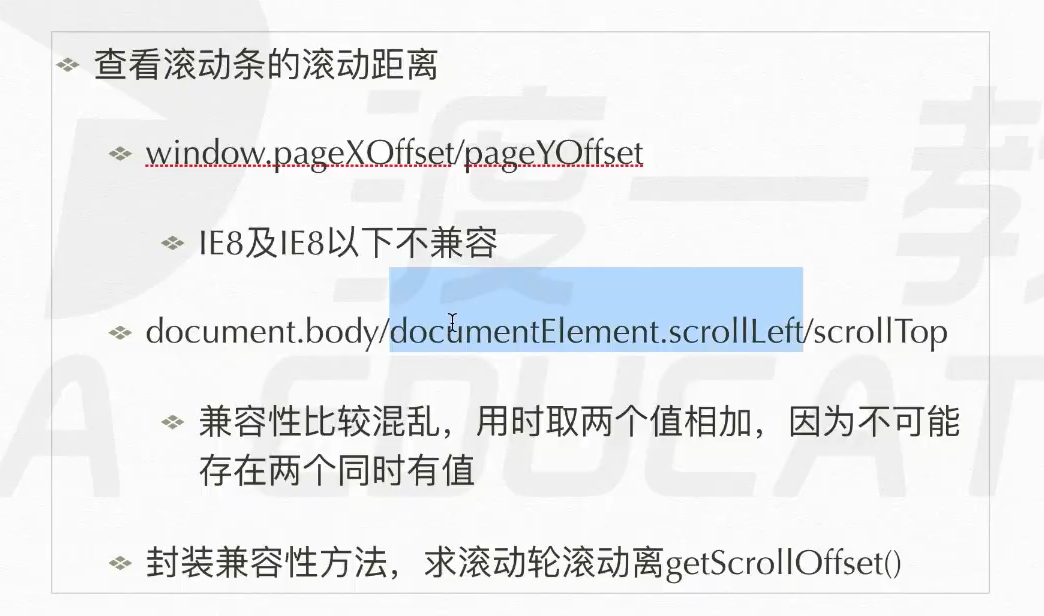 查看滚动条的滚动距离
window.pageXOffset/pageYOffset
IE8及IE8以下不兼容
document.body/documentElement.scrollLeft/scrollTop
兼容性比较混乱，用时取两个值相加，因为不可能
存在两个同时有值
封装兼容性方法，求滚动轮滚动离getScrollOffset()
渡一教
A EDUCAT